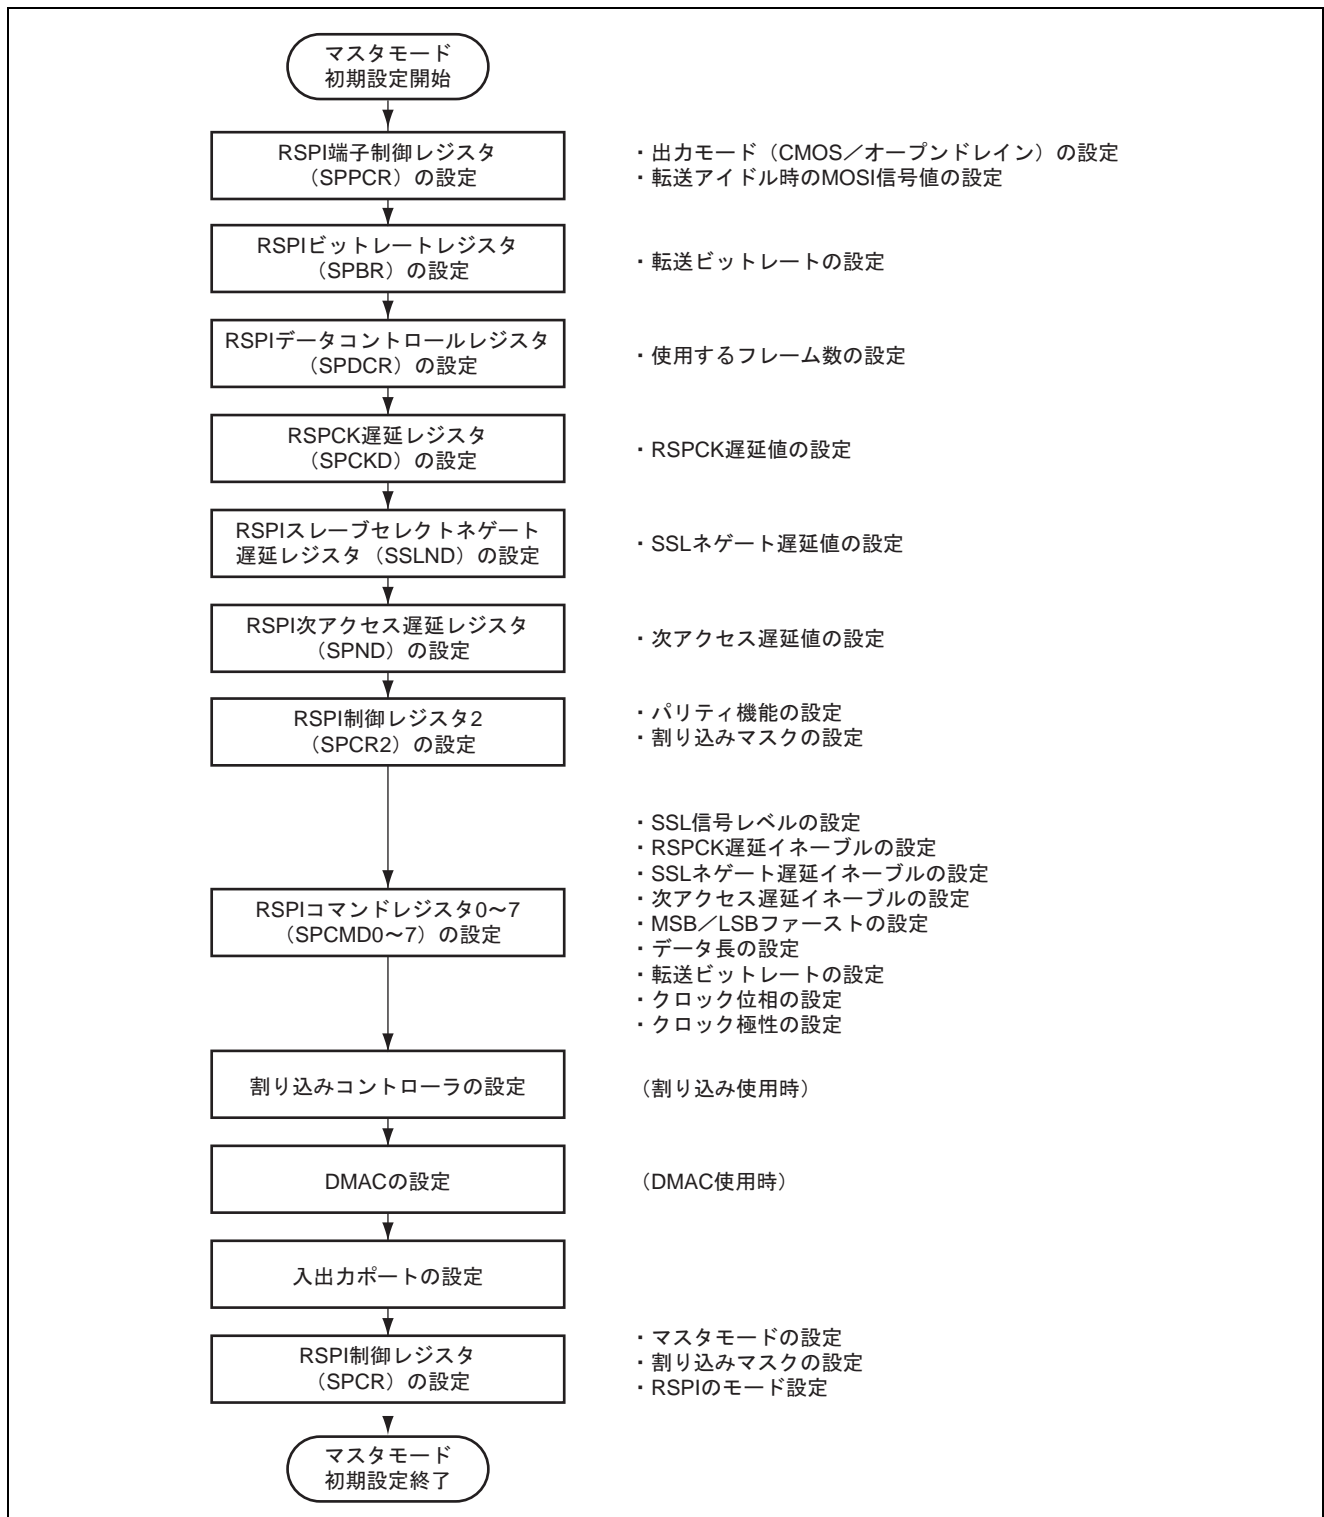 マスタモード
初期設定開始
RSPI端子制御レジスタ
（SPPCR）の設定
・出力モード（CMOS／オープンドレイン）の設定
・転送アイドル時のMOSI信号値の設定
RSPIビットレートレジスタ
（SPBR）の設定
・転送ビットレートの設定
RSPIデータコントロールレジスタ
（SPDCR）の設定
・使用するフレーム数の設定
RSPCK遅延レジスタ
（SPCKD）の設定
・RSPCK遅延値の設定
RSPIスレーブセレクトネゲート
遅延レジスタ（SSLND）の設定
・SSLネゲート遅延値の設定
RSPI次アクセス遅延レジスタ
（SPND）の設定
・次アクセス遅延値の設定
RSPI制御レジスタ2
（SPCR2）の設定
・パリティ機能の設定
・割り込みマスクの設定
RSPIコマンドレジスタ0～7
（SPCMD0～7）の設定
・SSL信号レベルの設定
・RSPCK遅延イネーブルの設定
・SSLネゲート遅延イネーブルの設定
・次アクセス遅延イネーブルの設定
・MSB／LSBファーストの設定
・データ長の設定
・転送ビットレートの設定
・クロック位相の設定
・クロック極性の設定
割り込みコントローラの設定
（割り込み使用時）
DMACの設定
（DMAC使用時）
入出力ポートの設定
RSPI制御レジスタ
（SPCR）の設定
・マスタモードの設定
・割り込みマスクの設定
・RSPIのモード設定
マスタモード
初期設定終了